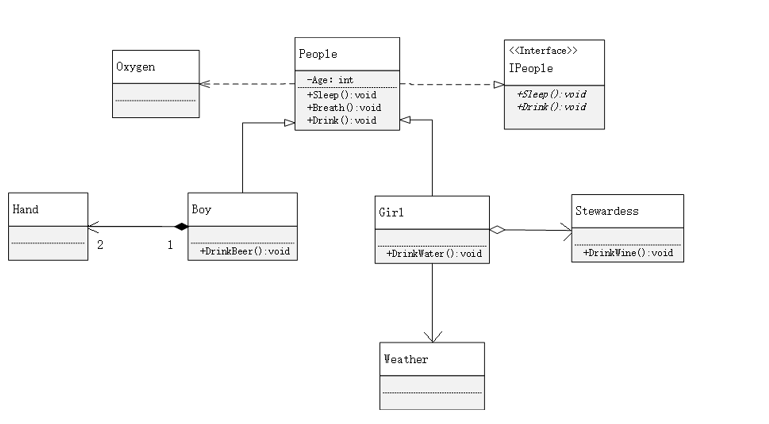 Oxygen
People
-Age: int
+Sleep():void
+Breath():void
+Drink():void
<<Interface>>
IPeople
+Sleep():void
+Drink():void
Hand
2
1
Boy
+DrinkBeer():void
Girl
+DrinkWater():void
Stewardess
+DrinkWine():void
Weather